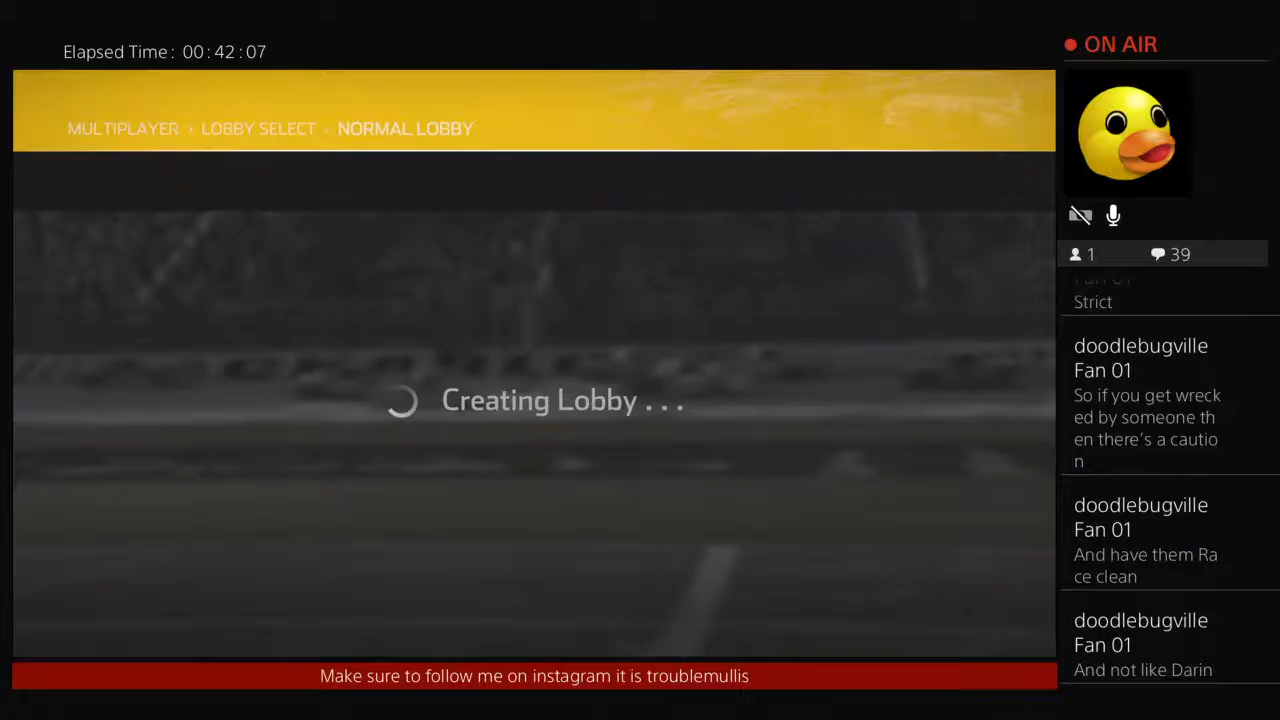 Elapsed Time: 00:42:07
ON AIR
MULTIPLAYER › LOBBY SELECT › NORMAL LOBBY
1 39
Strict
doodlebugville
Fan 01
So if you get wreck
ed by someone th
en there's a cautio
n
Creating Lobby . . .
doodlebugville
Fan 01
And have them Ra
ce clean
doodlebugville
Fan 01
And not like Darin
Make sure to follow me on instagram it is troublemullis